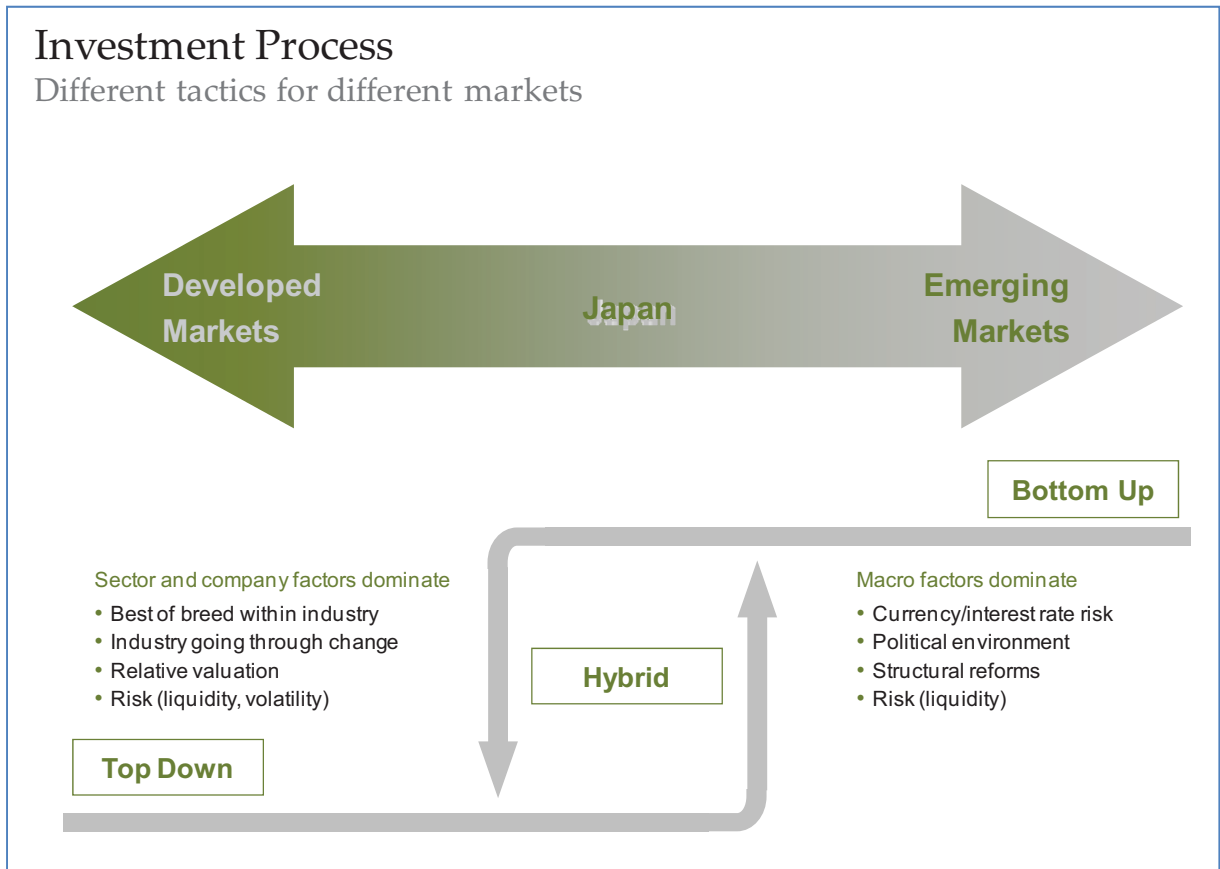 Investment Process
Different tactics for different markets
Developed
Markets
Japan
Emerging
Markets
Bottom Up
Sector and company factors dominate
• Best of breed within industry
• Industry going through change
• Relative valuation
• Risk (liquidity, volatility)
Macro factors dominate
• Currency/interest rate risk
• Political environment
• Structural reforms
• Risk (liquidity)
Hybrid
Top Down